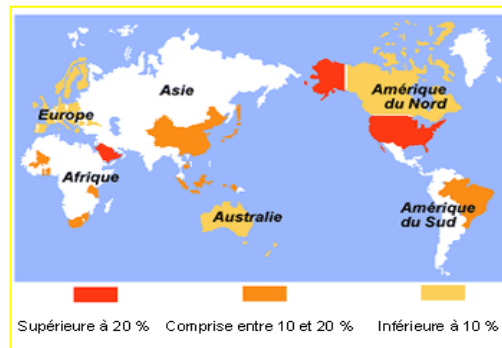 Asie
Amérique
du Nord
Europe
Afrique
Australie
Amérique
du Sud
Supérieure à 20 %
Comprise entre 10 et 20 %
Inférieure à 10 %